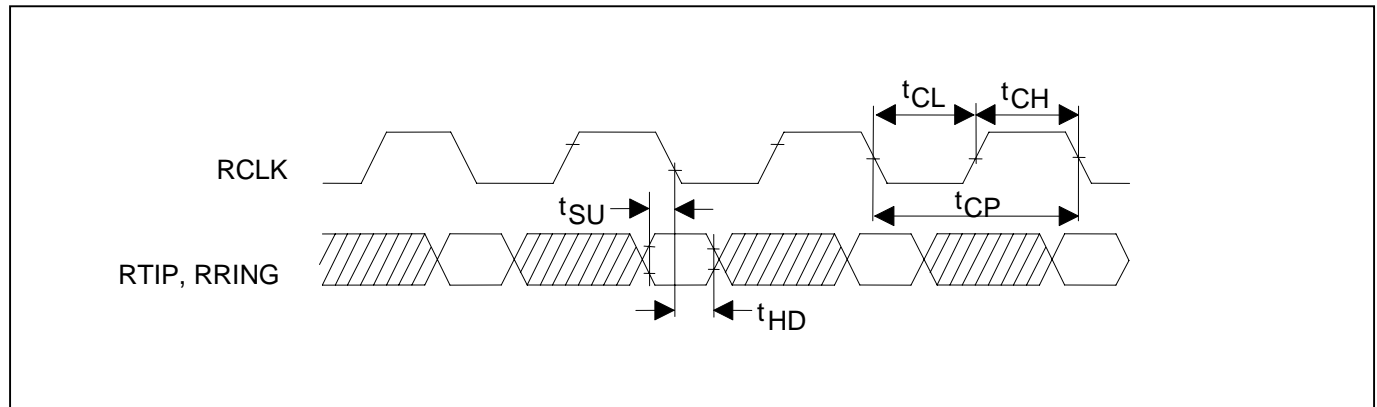 tCL
tCH
RCLK
tCP
tSU
RTIP, RRING
tHD